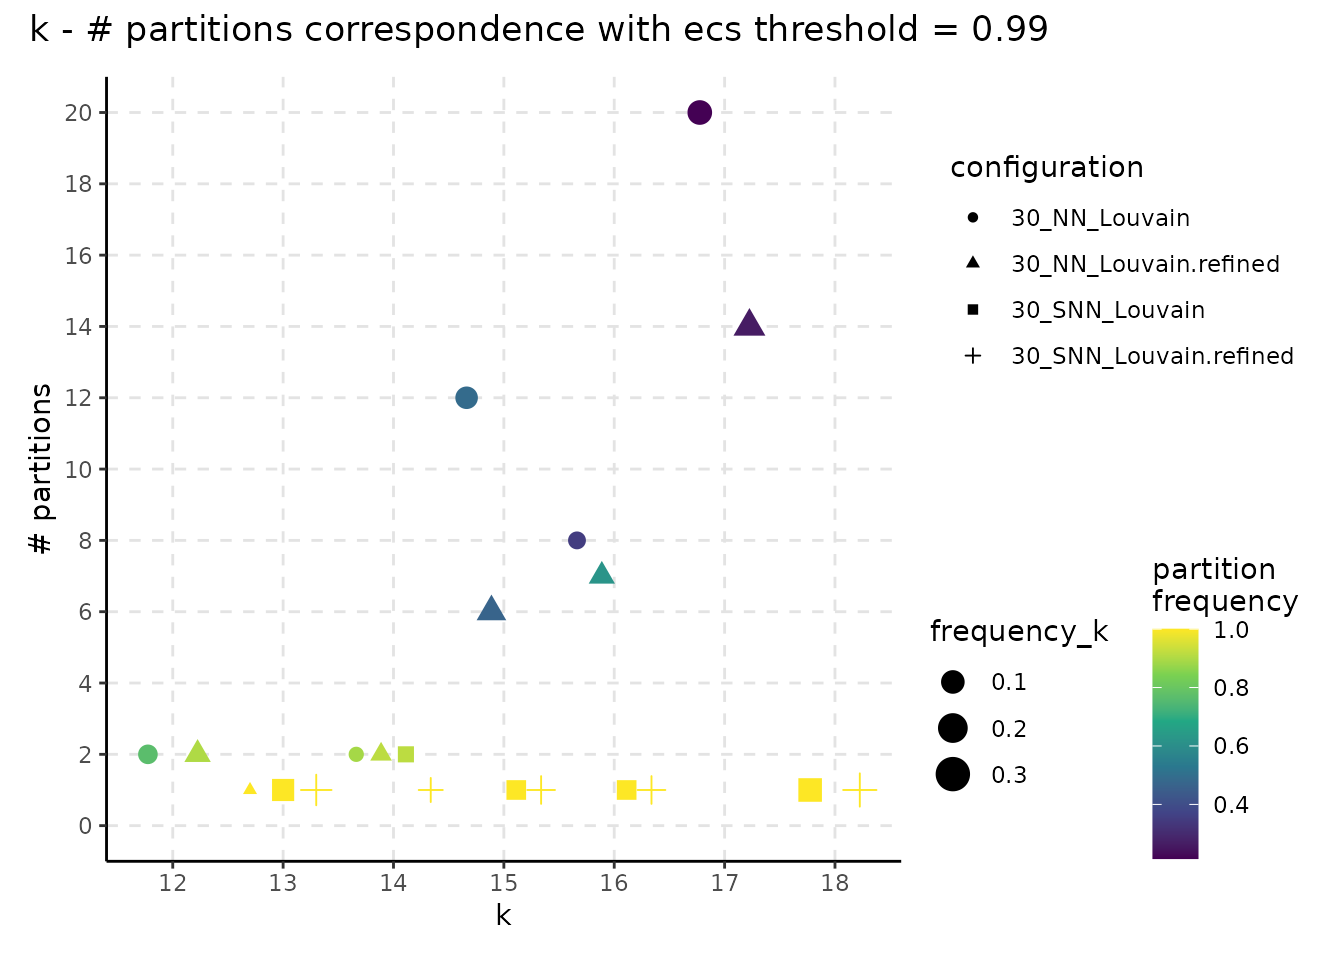 k - # partitions correspondence with ecs threshold = 0.99
# partitions
20
18
16
14
12
10
8
6
4
2
0
12 13 14 15 16 17 18
k
configuration
30_NN_Louvain
30_NN_Louvain.refined
30_SNN_Louvain
30_SNN_Louvain.refined
frequency_k
0.1
0.2
0.3
partition
frequency
1.0
0.8
0.6
0.4